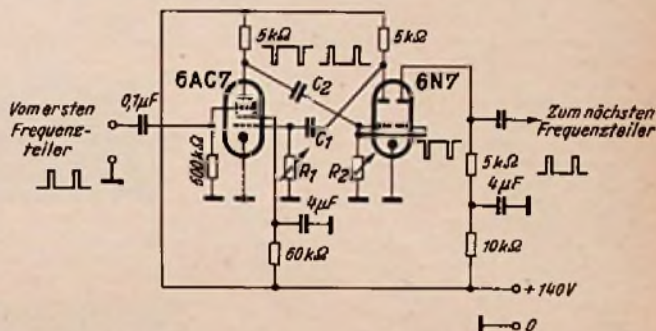 5kΩ
5kΩ
6AC7
6N7
C2
0,1µF
Vom ersten
Frequenz-
teiler
C1
Zum nächsten
Frequenzteiler
500kΩ
R1
R2
5kΩ
4µF
4µF
60kΩ
10kΩ
+140V
0